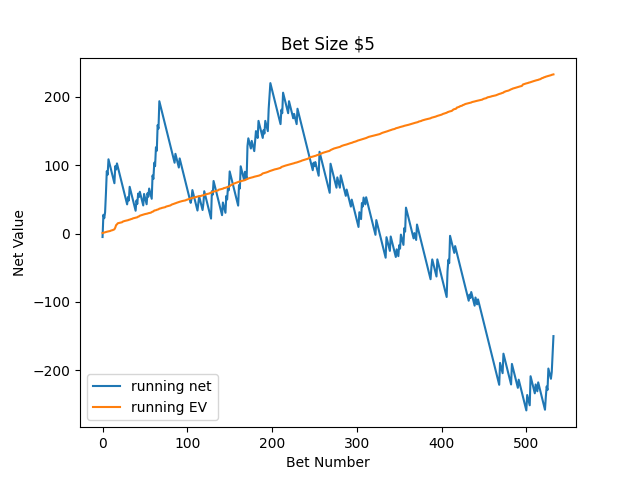 Bet Size $5
Net Value
200
100
0
−100
−200
running net
running EV
0 100 200 300 400 500
Bet Number